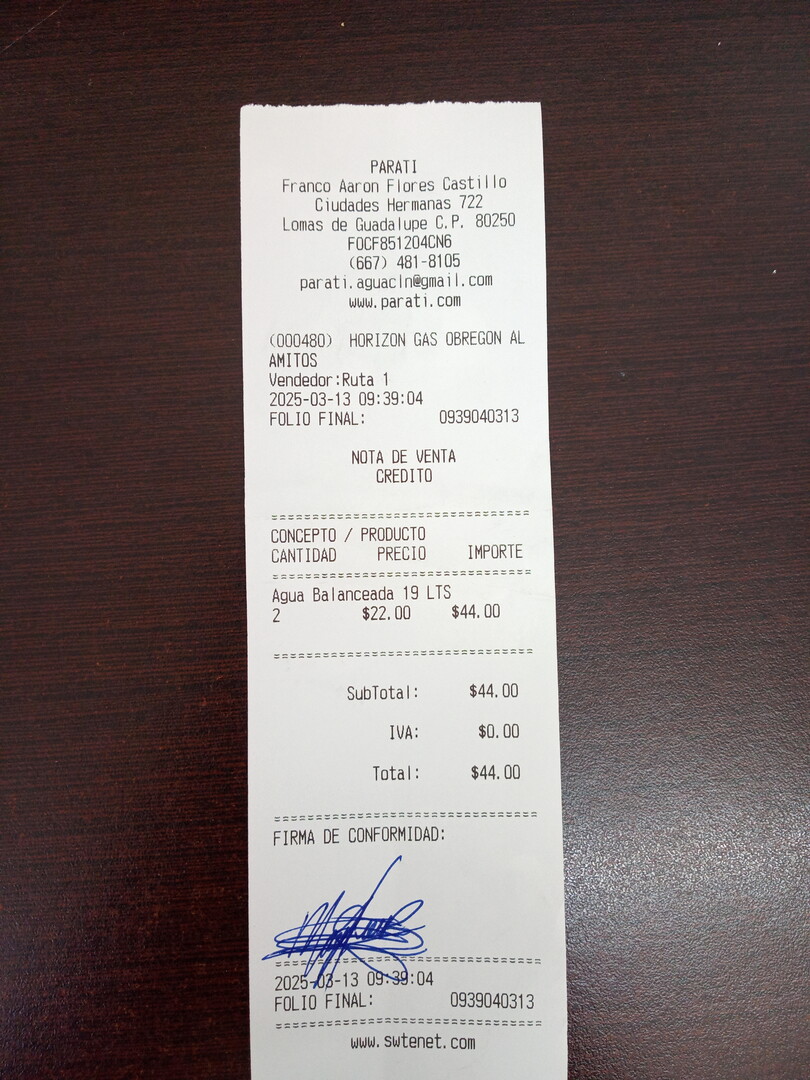 PARATI
Franco Aaron Flores Castillo
Ciudades Hermanas 722
Lomas de Guadalupe C.P. 80250
FOCF851204CN6
(667) 481-8105
parati.aguacln@gmail.com
www.parati.com
(000480) HORIZON GAS OBREGON AL
AMITOS
Vendedor:Ruta 1
2025-03-13 09:39:04
FOLIO FINAL: 0939040313
NOTA DE VENTA
CREDITO
================================
CONCEPTO / PRODUCTO
CANTIDAD PRECIO IMPORTE
================================
Agua Balanceada 19 LTS
2 $22.00 $44.00
================================
SubTotal: $44.00
IVA: $0.00
Total: $44.00
================================
FIRMA DE CONFORMIDAD:
================================
2025-03-13 09:39:04
FOLIO FINAL: 0939040313
================================
www.swtenet.com